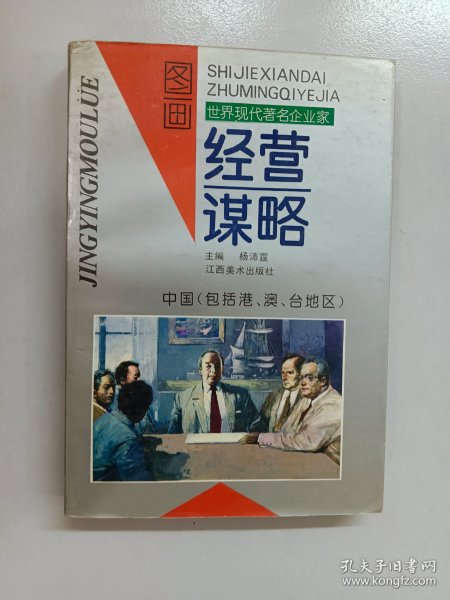 图画
SHIJIEXIANDAI
ZHUMINGQIYEJIA
世界现代著名企业家
经营
谋略
JINGYINGMOULÜE
主编 杨沛霆
江西美术出版社
中国(包括港、澳、台地区)
孔夫子旧书网
www.kongfz.com